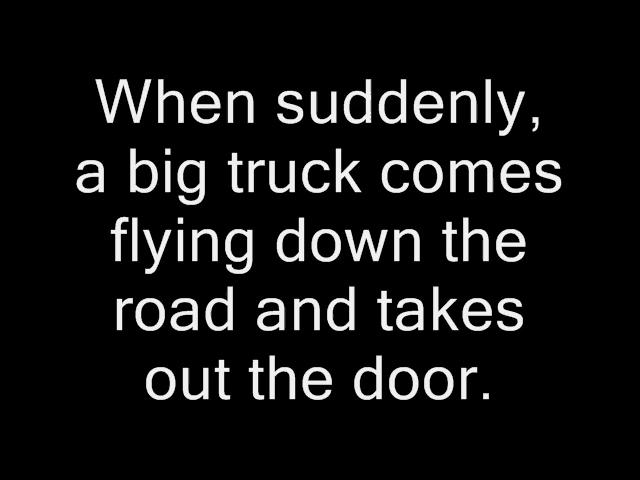 When suddenly,
a big truck comes
flying down the
road and takes
out the door.